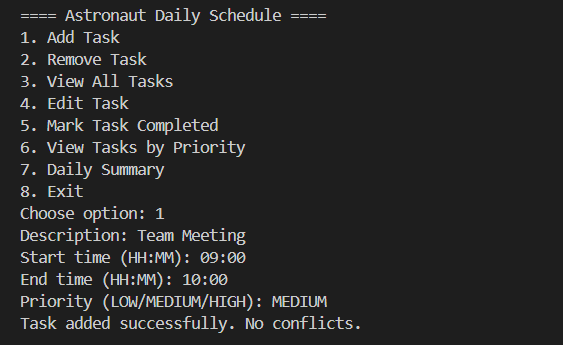 ==== Astronaut Daily Schedule ====
1. Add Task
2. Remove Task
3. View All Tasks
4. Edit Task
5. Mark Task Completed
6. View Tasks by Priority
7. Daily Summary
8. Exit
Choose option: 1
Description: Team Meeting
Start time (HH:MM): 09:00
End time (HH:MM): 10:00
Priority (LOW/MEDIUM/HIGH): MEDIUM
Task added successfully. No conflicts.